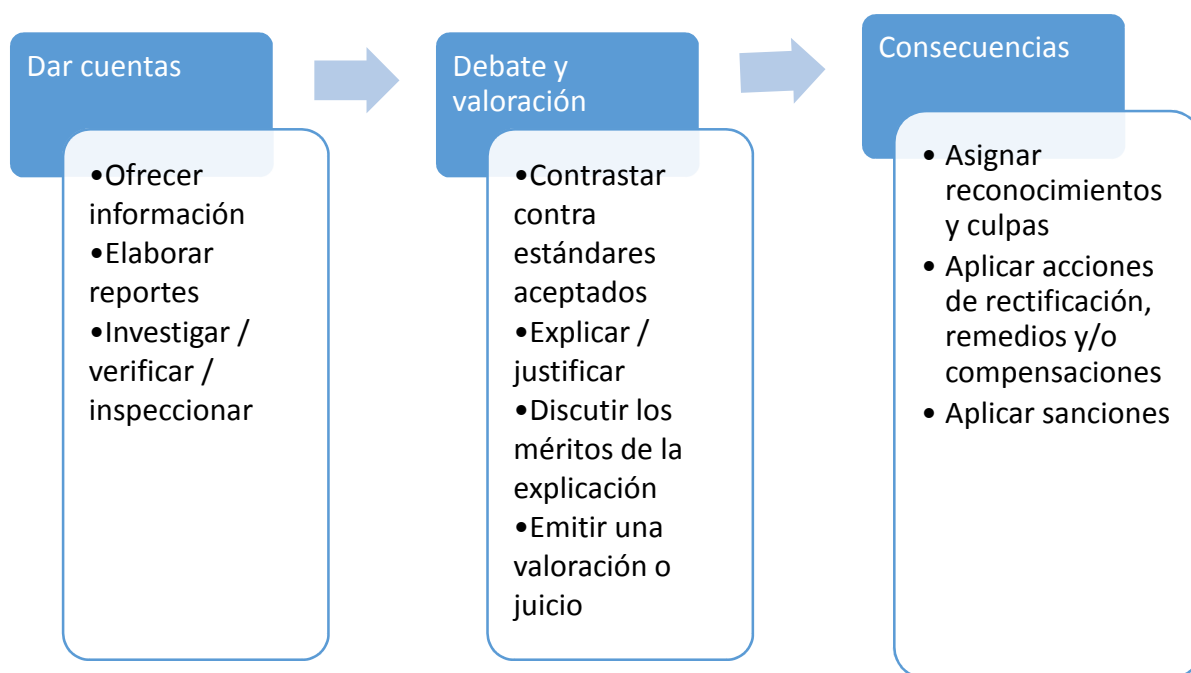 Dar cuentas
•Ofrecer
información
•Elaborar
reportes
•Investigar /
verificar /
inspeccionar
Debate y
valoración
•Contrastar
contra
estándares
aceptados
•Explicar /
justificar
•Discutir los
méritos de la
explicación
•Emitir una
valoración o
juicio
Consecuencias
• Asignar
reconocimientos
y culpas
• Aplicar acciones
de rectificación,
remedios y/o
compensaciones
• Aplicar sanciones